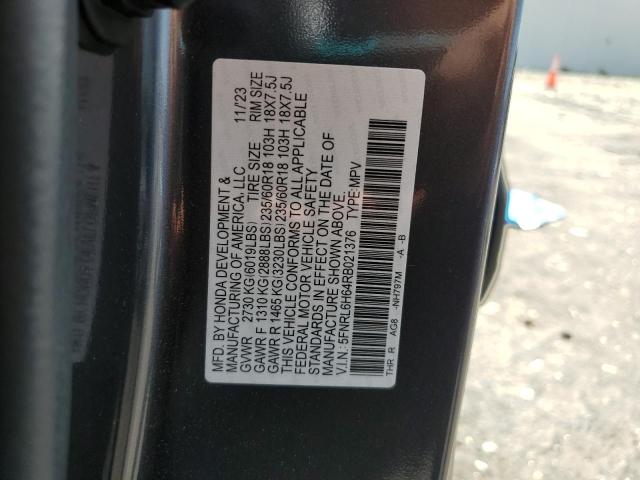 MFD. BY HONDA DEVELOPMENT &
MANUFACTURING OF AMERICA, LLC 11/23
GVWR 2730 KG(6019LBS) TIRE SIZE RIM SIZE
GAWR F 1310 KG(2888LBS)235/60R18 103H 18X7.5J
GAWR R 1465 KG(3230LBS)235/60R18 103H 18X7.5J
THIS VEHICLE CONFORMS TO ALL APPLICABLE
FEDERAL MOTOR VEHICLE SAFETY
STANDARDS IN EFFECT ON THE DATE OF
MANUFACTURE SHOWN ABOVE.
V.I.N.: 5FNRL6H64RB021376 TYPE:MPV
THR R AG8 -NH797M -A -B